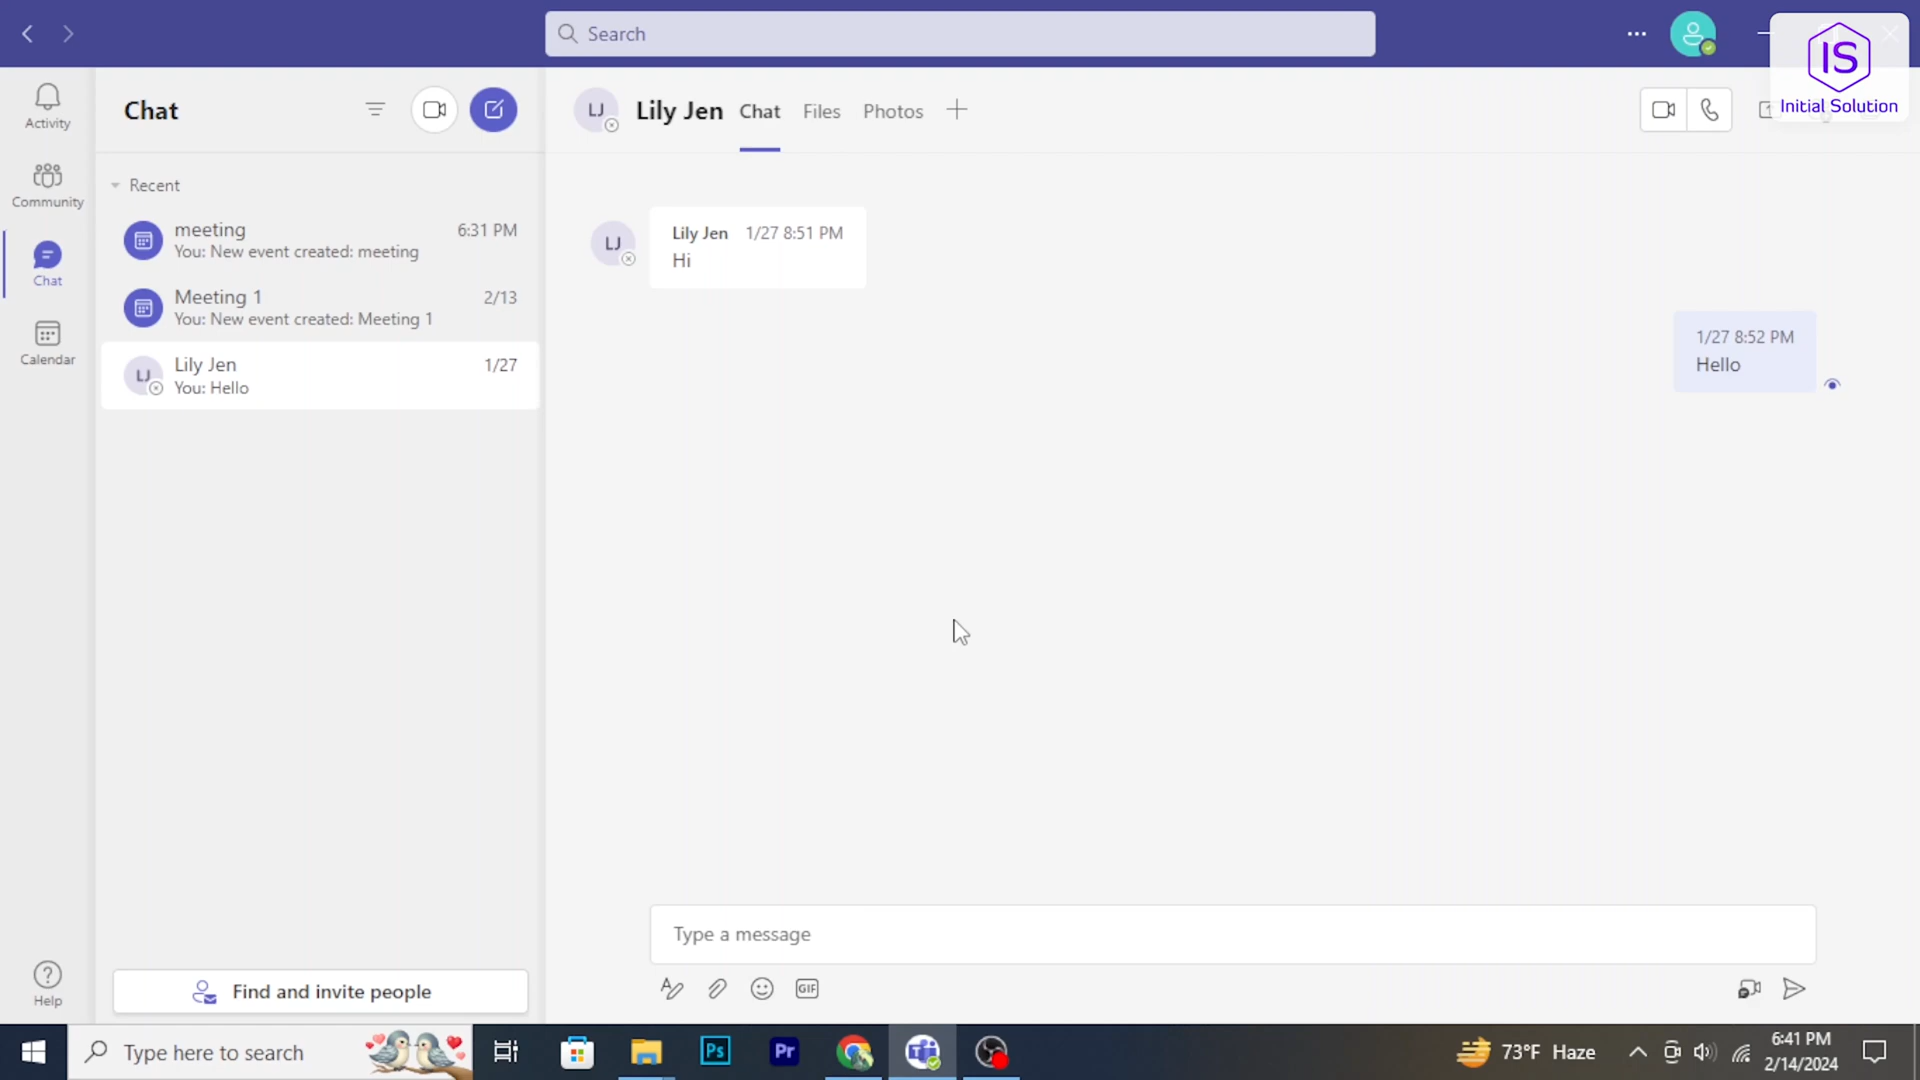 Search
IS
Initial Solution
Activity
Community
Chat
Calendar
Help
Chat
Recent
meeting 6:31 PM
You: New event created: meeting
Meeting 1 2/13
You: New event created: Meeting 1
LJ Lily Jen 1/27
You: Hello
Find and invite people
LJ Lily Jen Chat Files Photos
LJ Lily Jen 1/27 8:51 PM
Hi
1/27 8:52 PM
Hello
Type a message
GIF
Type here to search
Ps
Pr
73°F Haze
6:41 PM
2/14/2024